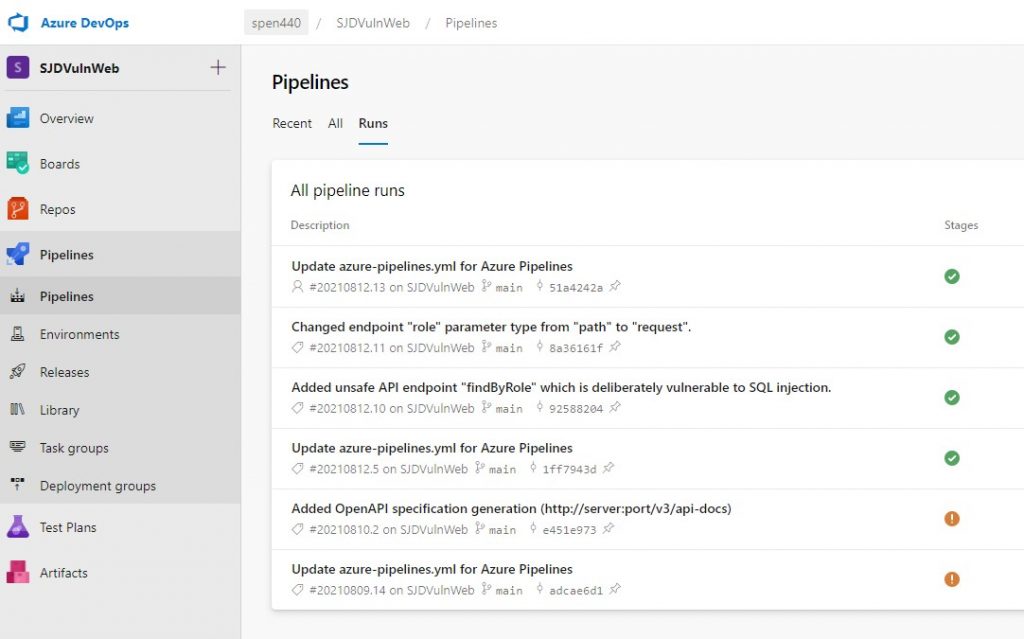 Azure DevOps
spen440 / SJDVulnWeb / Pipelines
S SJDVulnWeb +
Overview
Boards
Repos
Pipelines
Pipelines
Environments
Releases
Library
Task groups
Deployment groups
Test Plans
Artifacts
Pipelines
Recent All Runs
All pipeline runs
Description Stages
Update azure-pipelines.yml for Azure Pipelines
#20210812.13 on SJDVulnWeb main 51a4242a
Changed endpoint "role" parameter type from "path" to "request".
#20210812.11 on SJDVulnWeb main 8a36161f
Added unsafe API endpoint "findByRole" which is deliberately vulnerable to SQL injection.
#20210812.10 on SJDVulnWeb main 92588204
Update azure-pipelines.yml for Azure Pipelines
#20210812.5 on SJDVulnWeb main 1ff7943d
Added OpenAPI specification generation (http://server:port/v3/api-docs)
#20210810.2 on SJDVulnWeb main e451e973
Update azure-pipelines.yml for Azure Pipelines
#20210809.14 on SJDVulnWeb main adcae6d1